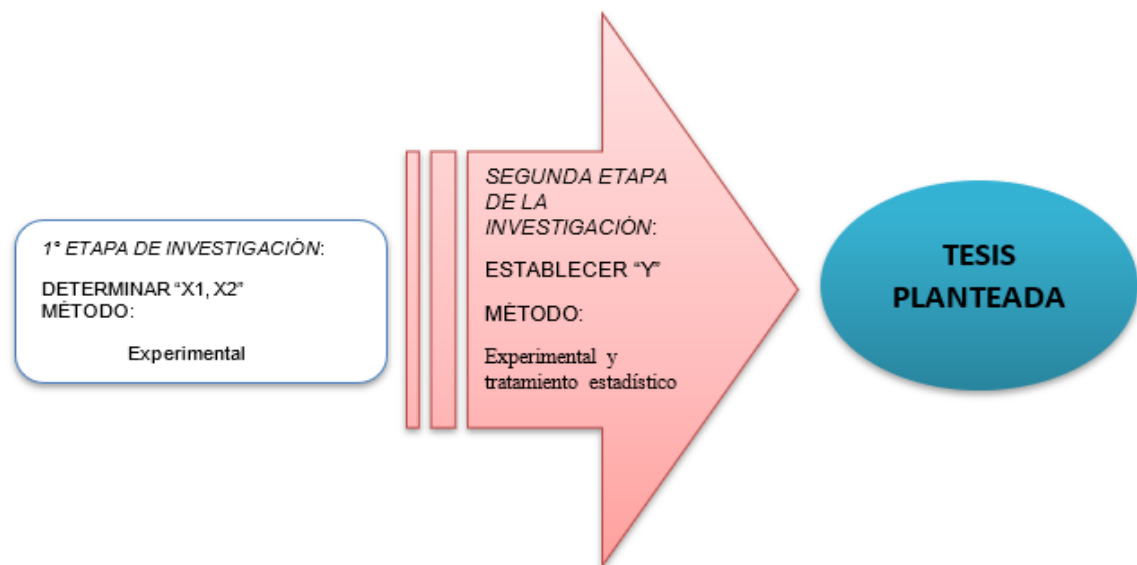 1° ETAPA DE INVESTIGACIÓN:
DETERMINAR “X1, X2”
MÉTODO:
Experimental
SEGUNDA ETAPA
DE LA
INVESTIGACIÓN:
ESTABLECER “Y”
MÉTODO:
Experimental y
tratamiento estadístico
TESIS
PLANTEADA